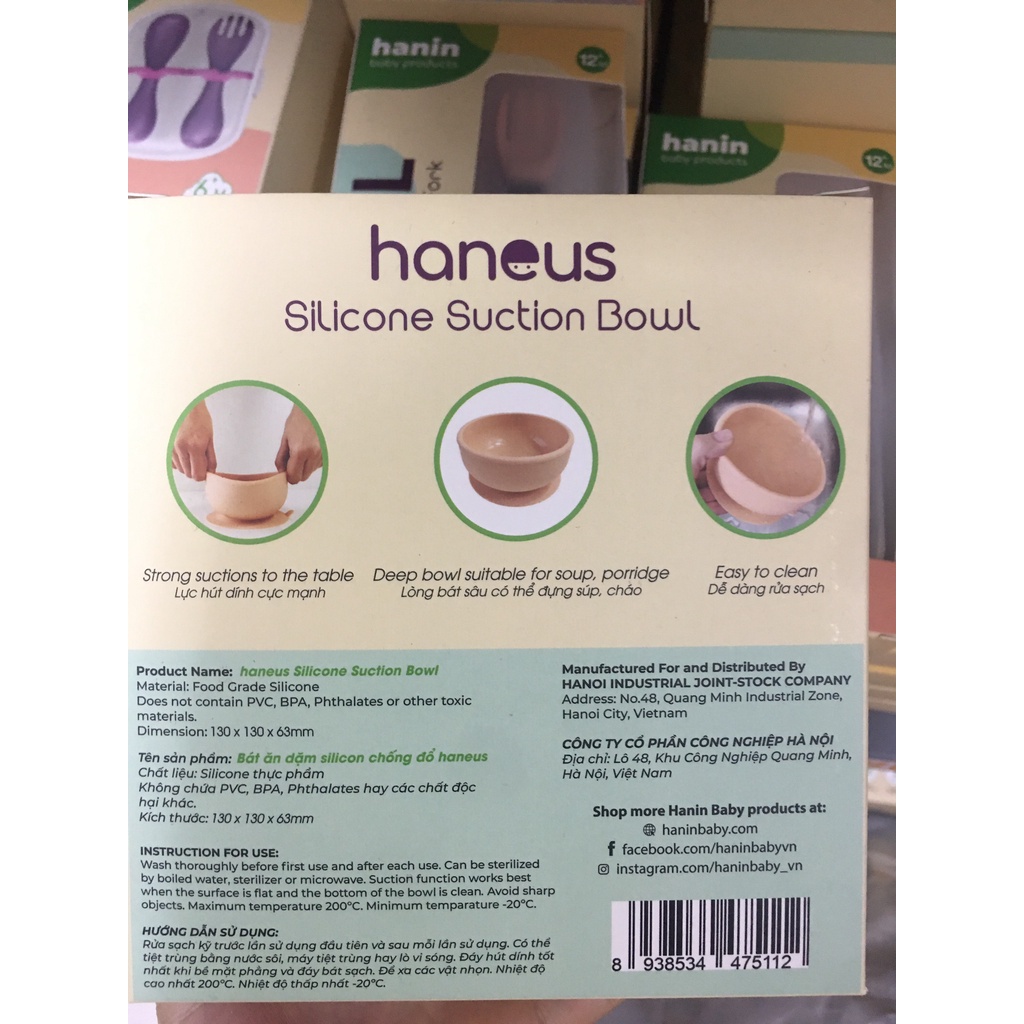 hanin
baby products
12
hanin
baby products
12
6
L
haneus
Silicone Suction Bowl
Strong suctions to the table
Lực hút dính cực mạnh
Deep bowl suitable for soup, porridge
Lòng bát sâu có thể đựng súp, cháo
Easy to clean
Dễ dàng rửa sạch
Product Name: haneus Silicone Suction Bowl
Material: Food Grade Silicone
Does not contain PVC, BPA, Phthalates or other toxic
materials.
Dimension: 130 x 130 x 63mm
Tên sản phẩm: Bát ăn dặm silicon chống đổ haneus
Chất liệu: Silicone thực phẩm
Không chứa PVC, BPA, Phthalates hay các chất độc
hại khác.
Kích thước: 130 x 130 x 63mm
INSTRUCTION FOR USE:
Wash thoroughly before first use and after each use. Can be sterilized
by boiled water, sterilizer or microwave. Suction function works best
when the surface is flat and the bottom of the bowl is clean. Avoid sharp
objects. Maximum temperature 200ºC. Minimum temparature -20ºC.
HƯỚNG DẪN SỬ DỤNG:
Rửa sạch kỹ trước lần sử dụng đầu tiên và sau mỗi lần sử dụng. Có thể
tiệt trùng bằng nước sôi, máy tiệt trùng hay lò vi sóng. Đáy hút dính tốt
nhất khi bề mặt phẳng và đáy bát sạch. Để xa các vật nhọn. Nhiệt độ
cao nhất 200ºC. Nhiệt độ thấp nhất -20ºC.
Manufactured For and Distributed By
HANOI INDUSTRIAL JOINT-STOCK COMPANY
Address: No.48, Quang Minh Industrial Zone,
Hanoi City, Vietnam
CÔNG TY CỔ PHẦN CÔNG NGHIỆP HÀ NỘI
Địa chỉ: Lô 48, Khu Công Nghiệp Quang Minh,
Hà Nội, Việt Nam
Shop more Hanin Baby products at:
haninbaby.com
facebook.com/haninbabyvn
instagram.com/haninbaby_vn
8 938534 475112